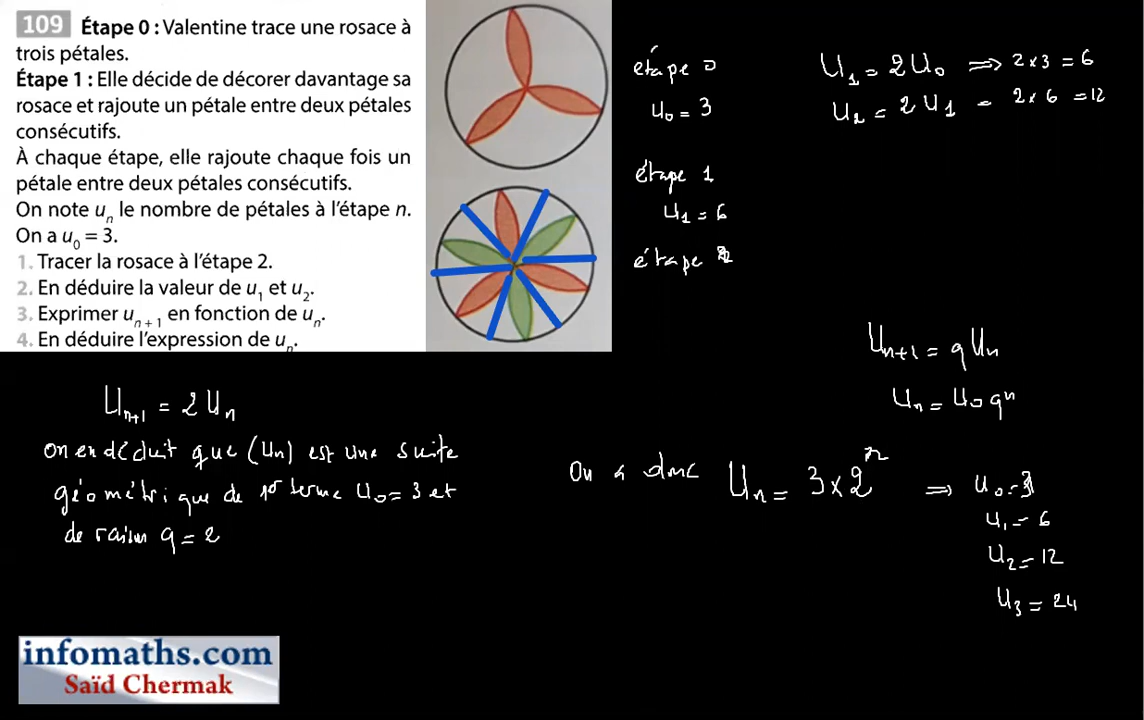 109 Étape 0 : Valentine trace une rosace à
trois pétales.
Étape 1 : Elle décide de décorer davantage sa
rosace et rajoute un pétale entre deux pétales
consécutifs.
À chaque étape, elle rajoute chaque fois un
pétale entre deux pétales consécutifs.
On note uₙ le nombre de pétales à l'étape n.
On a u₀ = 3.
1. Tracer la rosace à l'étape 2.
2. En déduire la valeur de u₁ et u₂.
3. Exprimer uₙ₊₁ en fonction de uₙ.
4. En déduire l'expression de uₙ.
étape 0
u₀ = 3
étape 1
u₁ = 6
étape 2
U₁ = 2U₀ ⟹ 2×3 = 6
U₂ = 2U₁ = 2×6 = 12
Uₙ₊₁ = qUₙ
Uₙ = U₀qⁿ
Uₙ₊₁ = 2Uₙ
on en déduit que (Un) est une suite
géométrique de 1er terme U₀ = 3 et
de raison q = 2
On a donc Uₙ = 3×2ⁿ ⟹ U₀ = 3
U₁ = 6
U₂ = 12
U₃ = 24
infomaths.com
Saïd Chermak